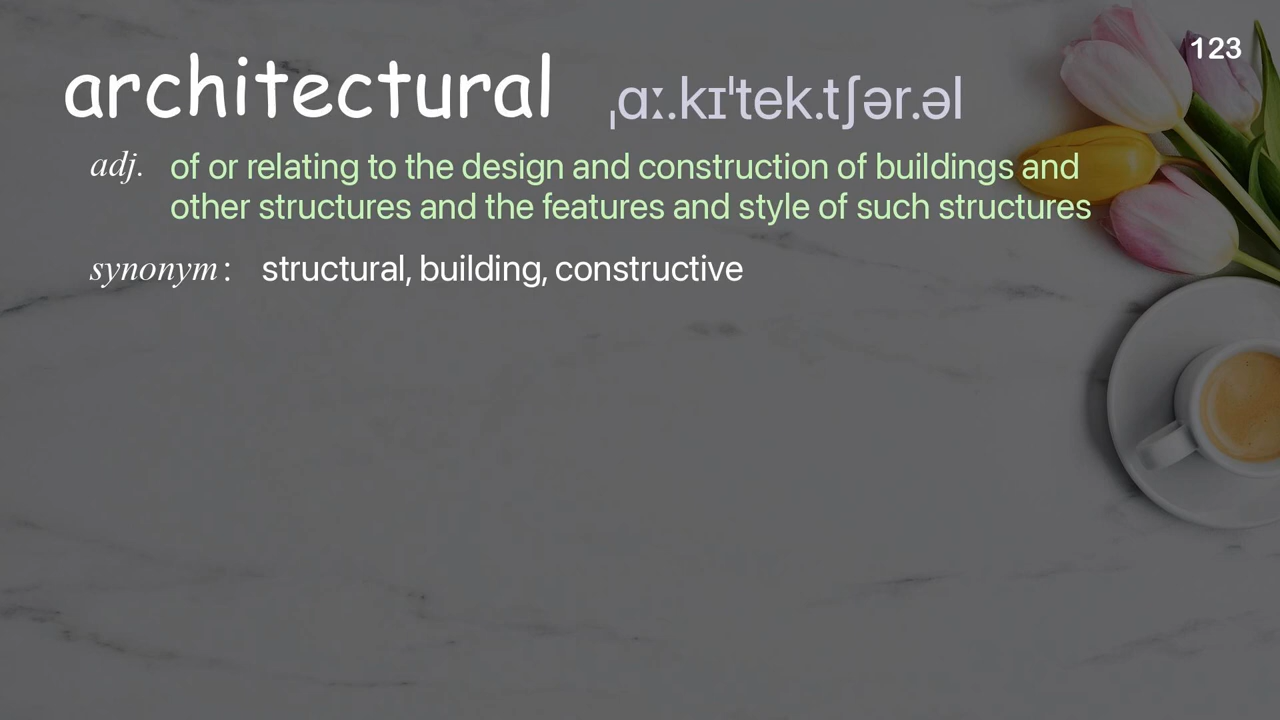 123
architectural ˌɑː.kɪˈtek.tʃər.əl
adj. of or relating to the design and construction of buildings and
other structures and the features and style of such structures
synonym: structural, building, constructive